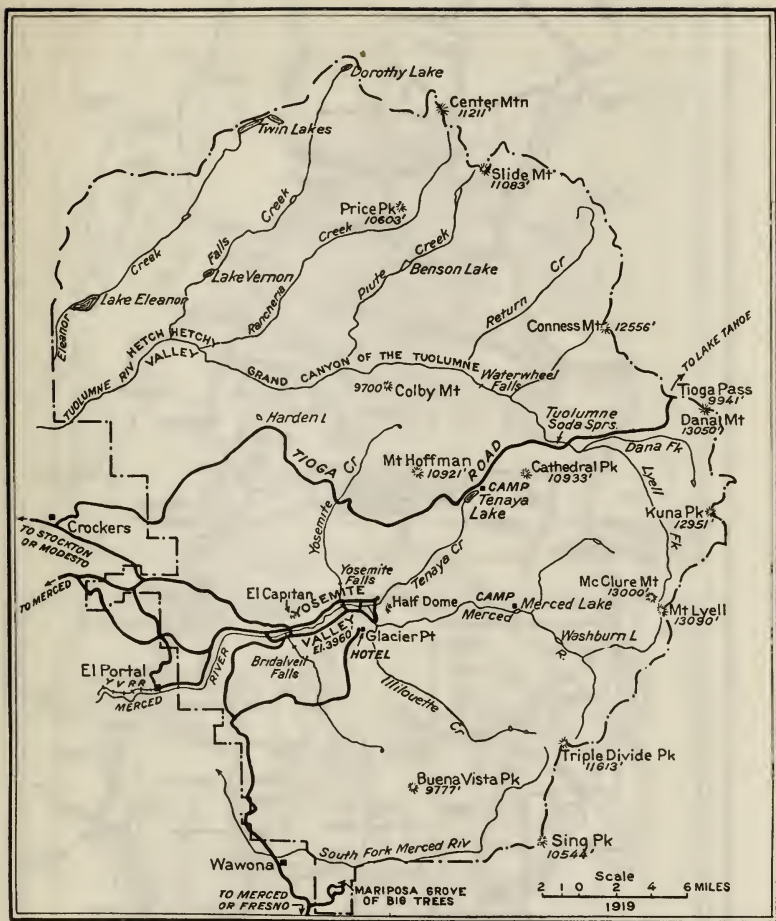 Dorothy Lake
Center Mtn
11211'
Twin Lakes
Slide Mt
11083'
Price Pk
10603'
Creek
Falls
Creek
Creek
Creek
Rancheria
Piute
Benson Lake
Return
Cr
Lake Vernon
Lake Eleanor
Eleanor
Conness Mt 12556'
TO LAKE TAHOE
HETCH HETCHY
VALLEY
TUOLUMNE RIV
GRAND CANYON OF THE TUOLUMNE
Waterwheel
Falls
9700' Colby Mt
Tioga Pass
9941'
Dana Mt
13050'
Harden L
Tuolumne
Soda Sprs.
Dana Fk
TIOGA
ROAD
Cr
Mt Hoffman
10921'
Cathedral Pk
10933'
Lyell
Fk
CAMP
Tenaya
Lake
Kuna Pk
12951'
Crockers
TO STOCKTON
OR MODESTO
Yosemite
Yosemite
Falls
Tenaya Cr
TO MERCED
El Capitan
YOSEMITE
VALLEY
El. 3960'
Half Dome
CAMP
Merced
Merced Lake
McClure Mt
13000'
Mt Lyell
13090'
Glacier Pt
HOTEL
Washburn L
R.
El Portal
Y V R R
MERCED
RIVER
Bridalveil
Falls
Illilouette
Cr
Triple Divide Pk
11613'
Buena Vista Pk
9777'
Sing Pk
10544'
South Fork Merced Riv
Wawona
TO MERCED
OR FRESNO
MARIPOSA GROVE
OF BIG TREES
Scale
2 1 0 2 4 6 MILES
1919